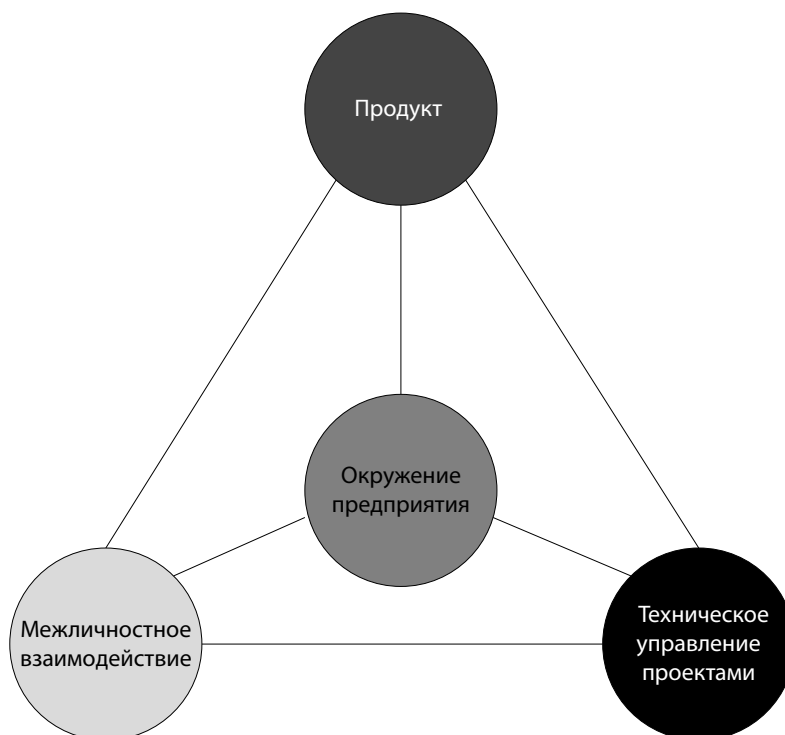 Продукт
Окружение
предприятия
Межличностное
взаимодействие
Техническое
управление
проектами